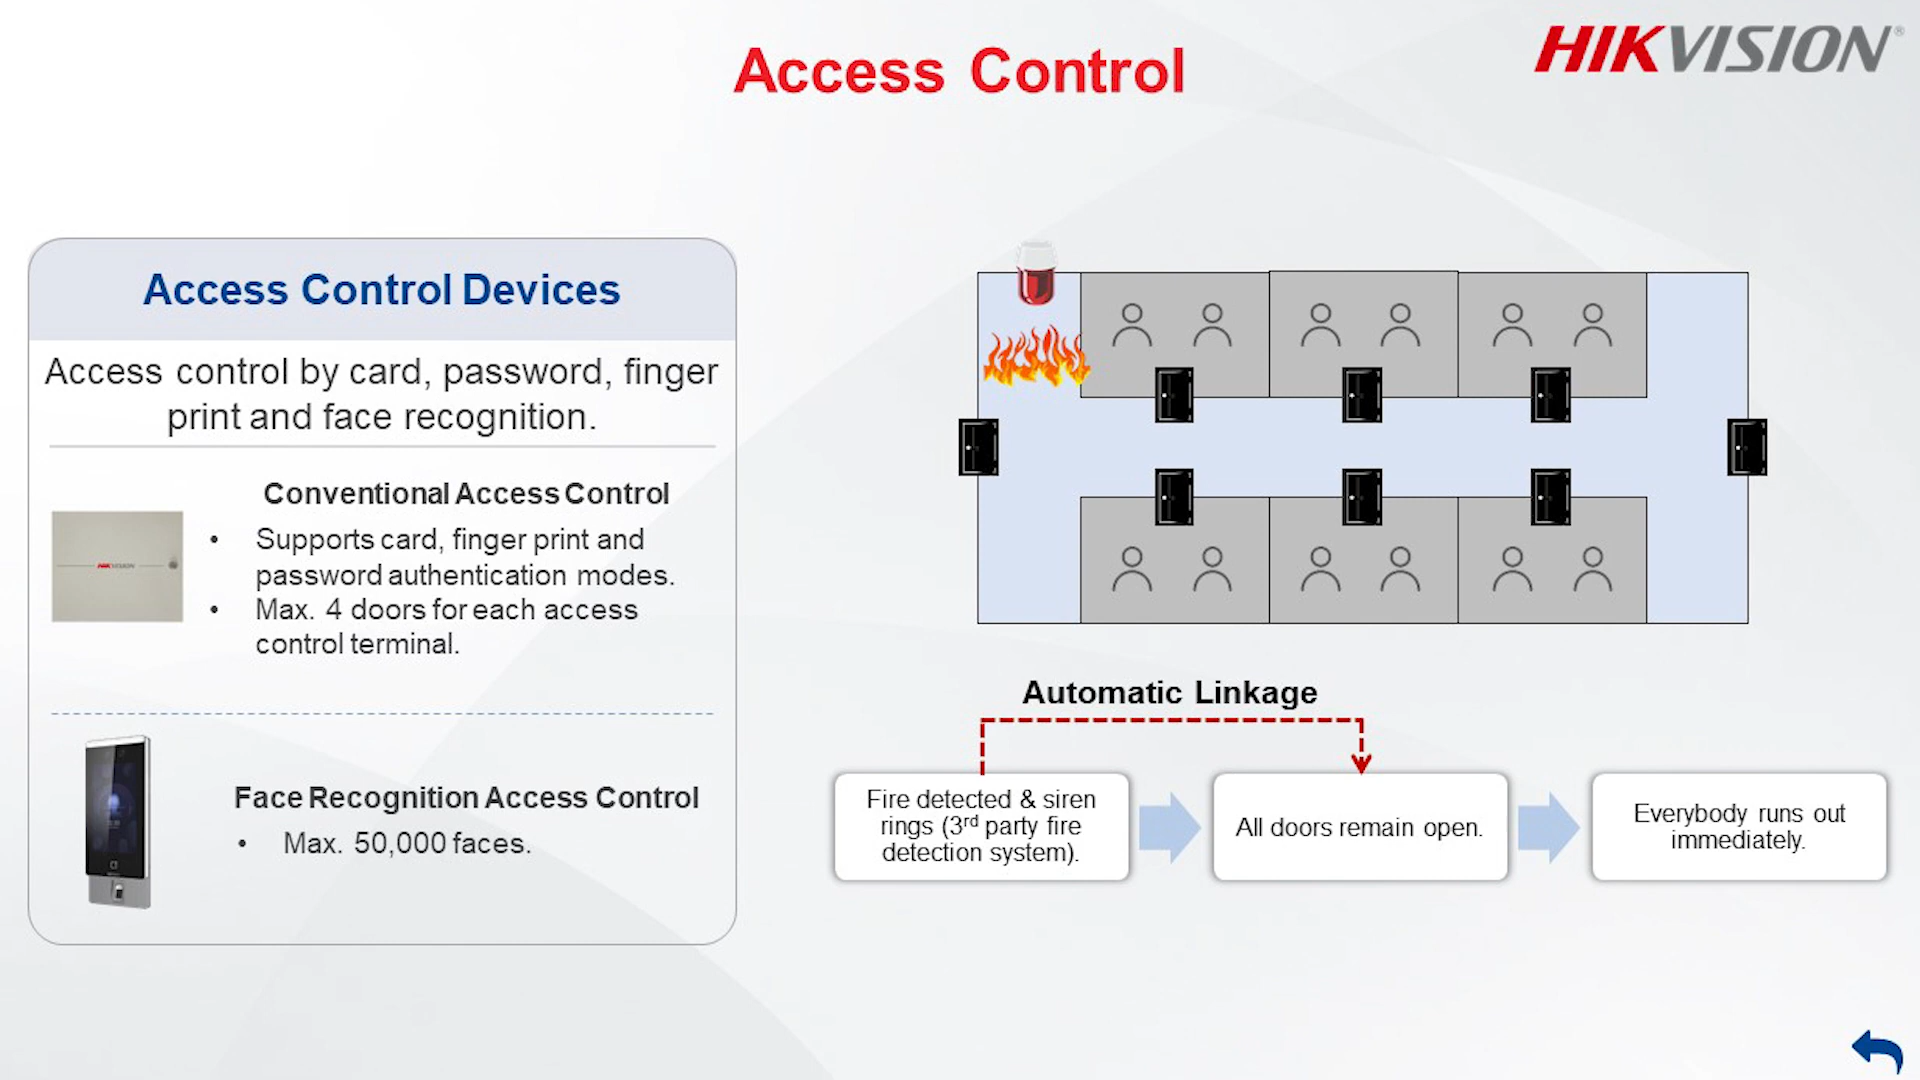 Access Control
HIKVISION®
Access Control Devices
Access control by card, password, finger
print and face recognition.
Conventional Access Control
HIKVISION
• Supports card, finger print and
password authentication modes.
• Max. 4 doors for each access
control terminal.
Face Recognition Access Control
• Max. 50,000 faces.
Automatic Linkage
Fire detected & siren
rings (3rd party fire
detection system).
All doors remain open.
Everybody runs out
immediately.